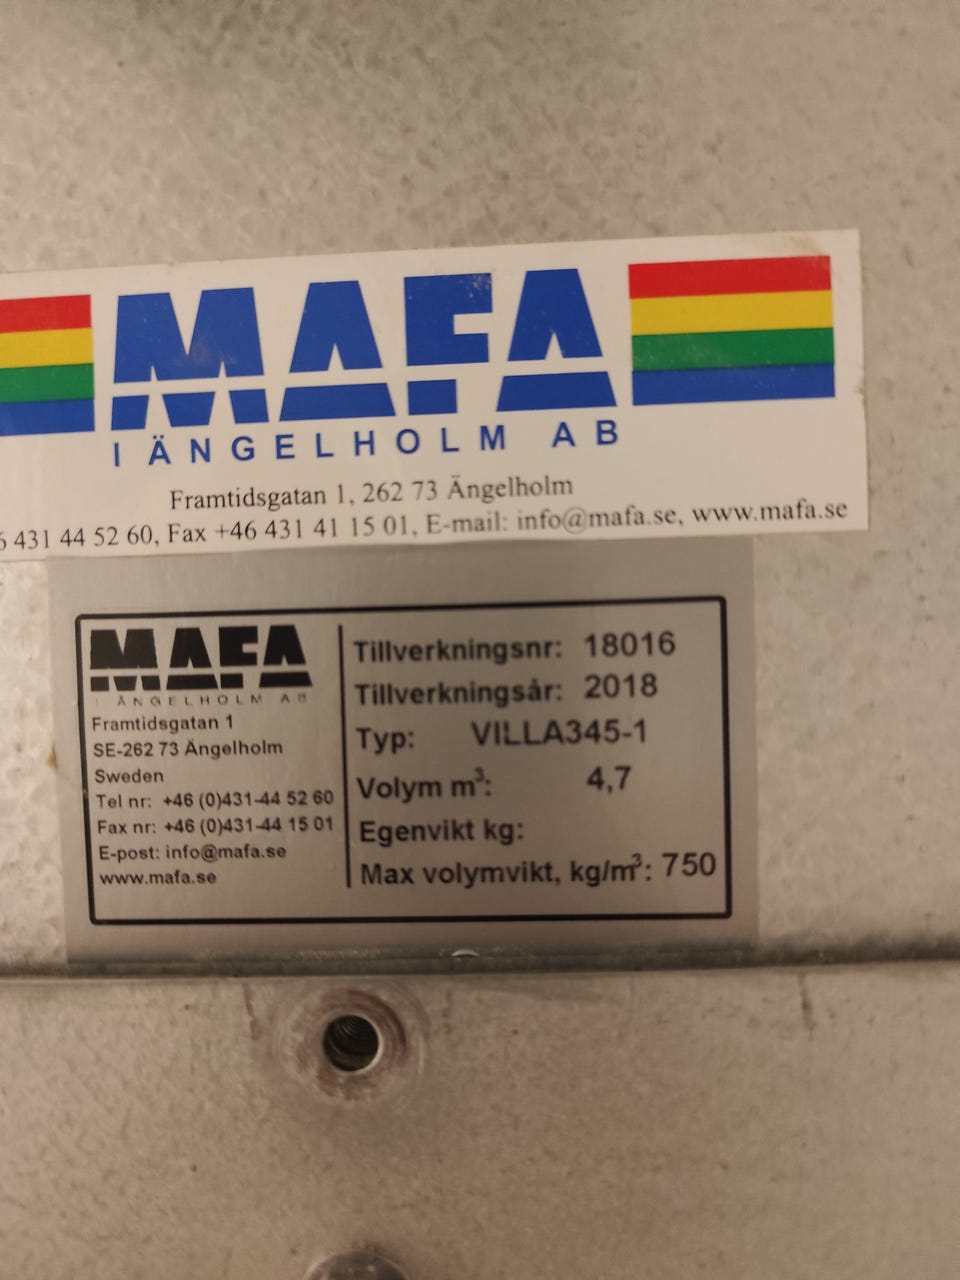 MAFA
I ÄNGELHOLM AB
Framtidsgatan 1, 262 73 Ängelholm
6 431 44 52 60, Fax +46 431 41 15 01, E-mail: info@mafa.se, www.mafa.se
MAFA
I ÄNGELHOLM AB
Framtidsgatan 1
SE-262 73 Ängelholm
Sweden
Tel nr: +46 (0)431-44 52 60
Fax nr: +46 (0)431-44 15 01
E-post: info@mafa.se
www.mafa.se
Tillverkningsnr: 18016
Tillverkningsår: 2018
Typ: VILLA345-1
Volym m³: 4,7
Egenvikt kg:
Max volymvikt, kg/m³: 750